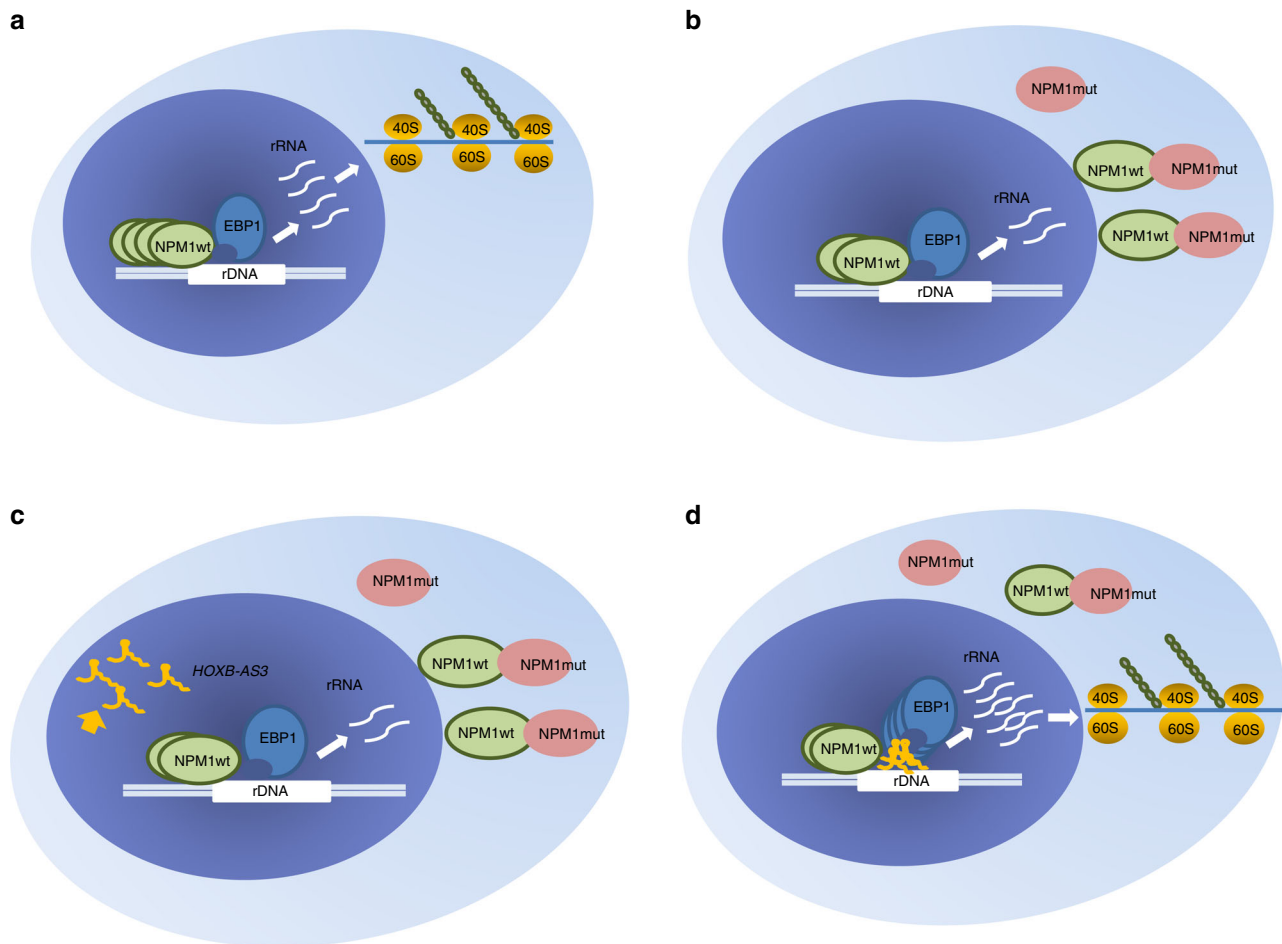 a
rRNA
40S 40S 40S
60S 60S 60S
EBP1
NPM1wt
rDNA
b
NPM1mut
NPM1wt NPM1mut
rRNA
EBP1
NPM1wt NPM1mut
NPM1wt
rDNA
c
NPM1mut
HOXB-AS3
NPM1wt NPM1mut
rRNA
NPM1wt NPM1mut
EBP1
NPM1wt
rDNA
d
NPM1mut
NPM1wt NPM1mut
rRNA
40S 40S 40S
EBP1
60S 60S 60S
NPM1wt
rDNA